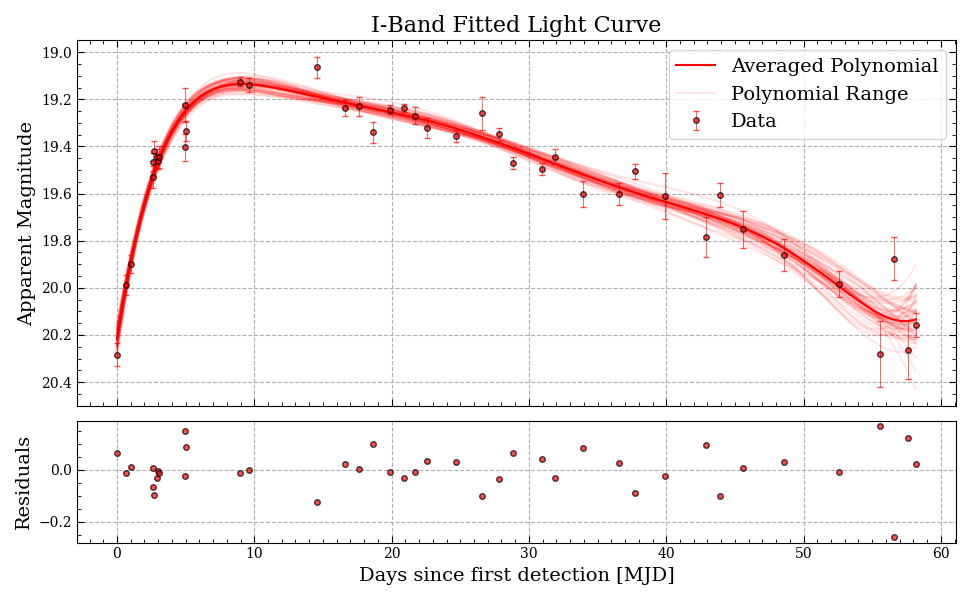 I-Band Fitted Light Curve
Apparent Magnitude
19.0
19.2
19.4
19.6
19.8
20.0
20.2
20.4
Averaged Polynomial
Polynomial Range
Data
Residuals
0.0
−0.2
0 10 20 30 40 50 60
Days since first detection [MJD]